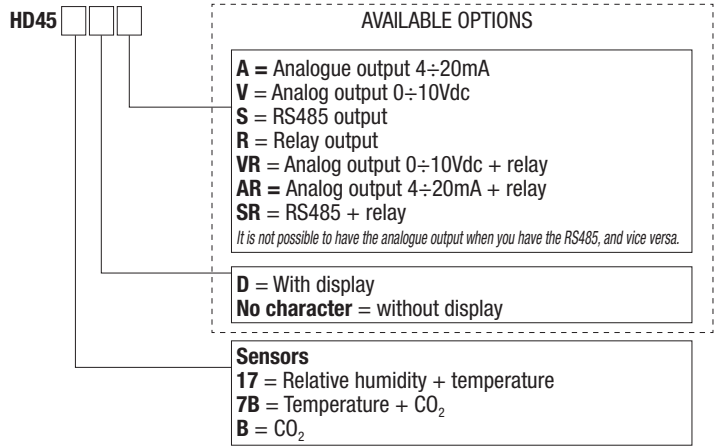 HD45
AVAILABLE OPTIONS
A = Analogue output 4÷20mA
V = Analog output 0÷10Vdc
S = RS485 output
R = Relay output
VR = Analog output 0÷10Vdc + relay
AR = Analog output 4÷20mA + relay
SR = RS485 + relay
It is not possible to have the analogue output when you have the RS485, and vice versa.
D = With display
No character = without display
Sensors
17 = Relative humidity + temperature
7B = Temperature + CO₂
B = CO₂